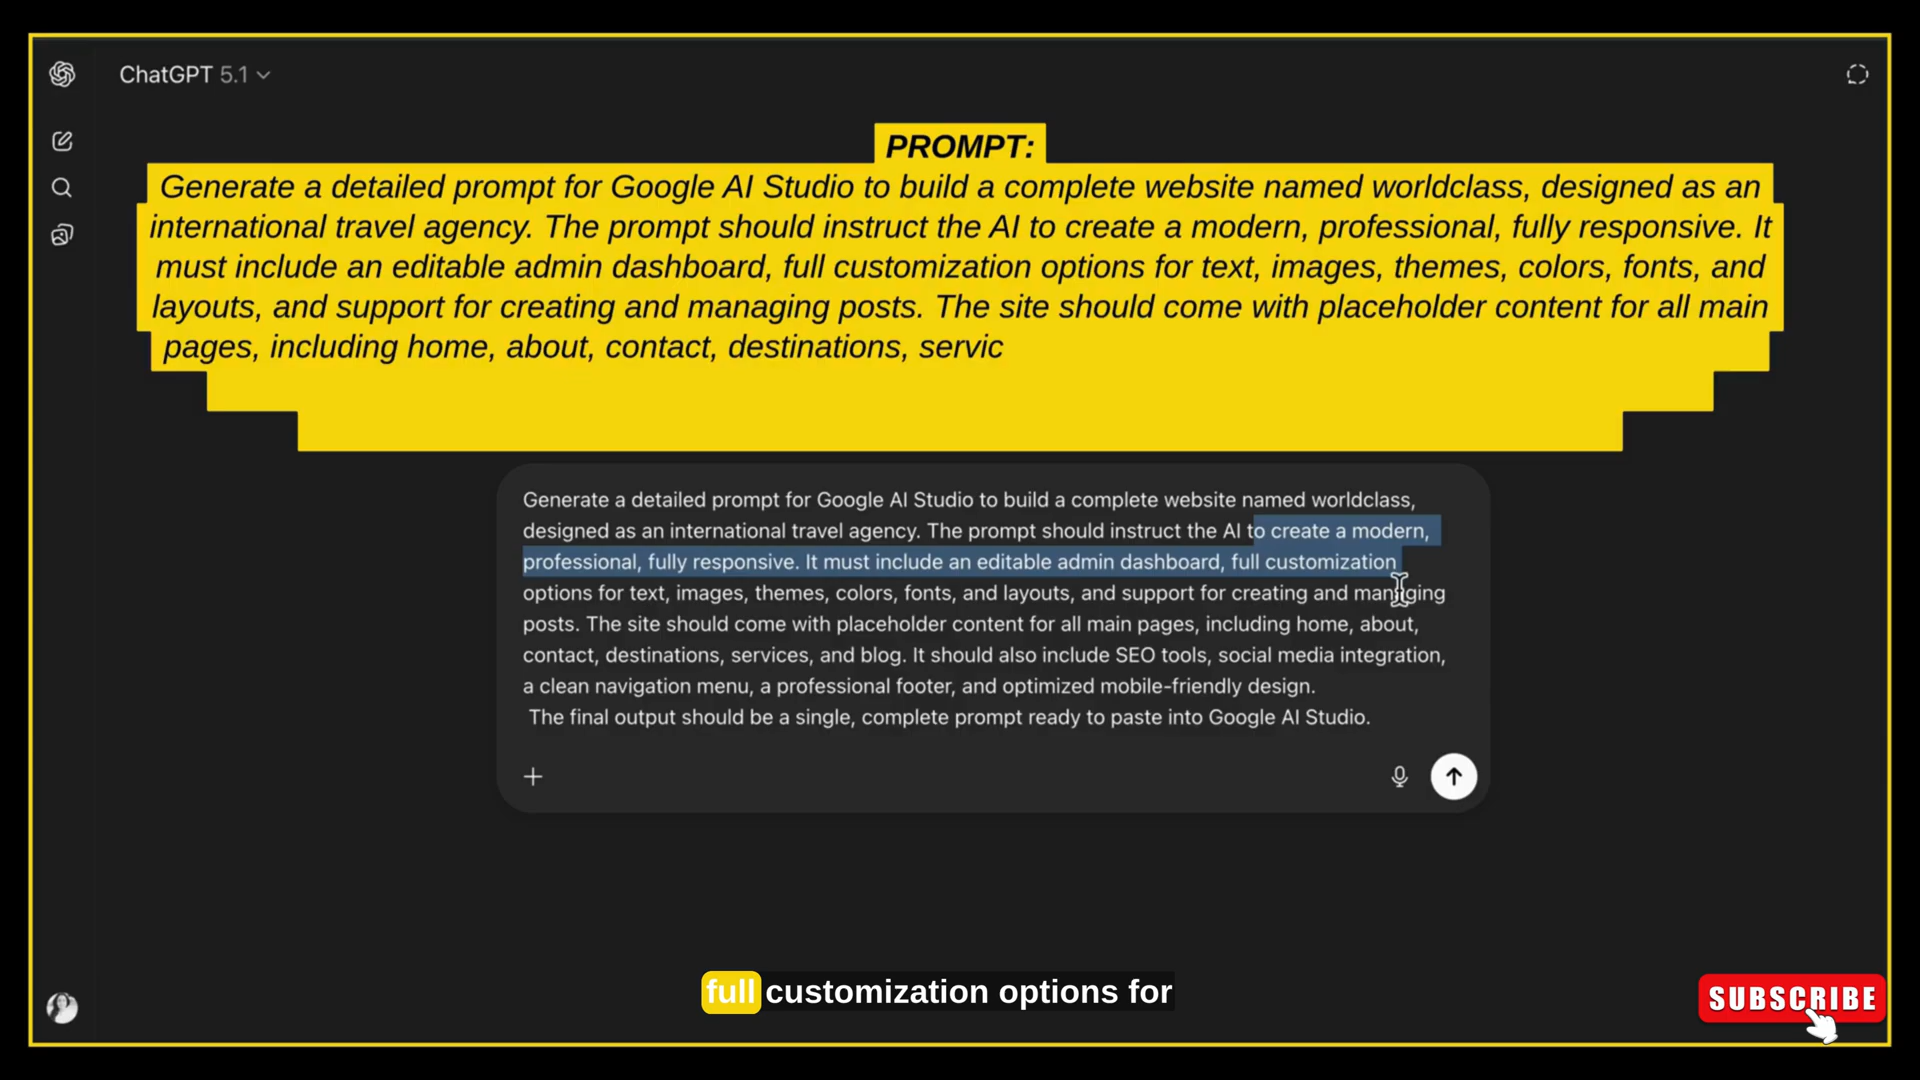 ChatGPT 5.1
PROMPT:
Generate a detailed prompt for Google AI Studio to build a complete website named worldclass, designed as an
international travel agency. The prompt should instruct the AI to create a modern, professional, fully responsive. It
must include an editable admin dashboard, full customization options for text, images, themes, colors, fonts, and
layouts, and support for creating and managing posts. The site should come with placeholder content for all main
pages, including home, about, contact, destinations, servic
Generate a detailed prompt for Google AI Studio to build a complete website named worldclass,
designed as an international travel agency. The prompt should instruct the AI to create a modern,
professional, fully responsive. It must include an editable admin dashboard, full customization
options for text, images, themes, colors, fonts, and layouts, and support for creating and managing
posts. The site should come with placeholder content for all main pages, including home, about,
contact, destinations, services, and blog. It should also include SEO tools, social media integration,
a clean navigation menu, a professional footer, and optimized mobile-friendly design.
The final output should be a single, complete prompt ready to paste into Google AI Studio.
full customization options for
SUBSCRIBE